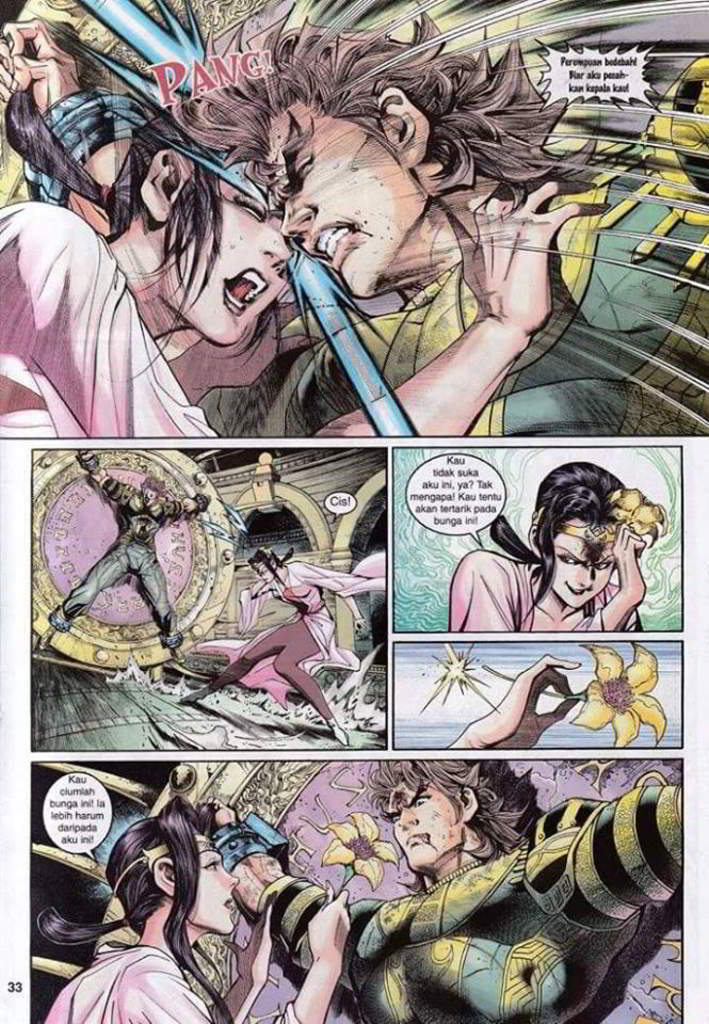 PANG!
Perempuan bedebah!
Biar aku pecah-
kan kepala kau!
Cis!
Kau
tidak suka
aku ini, ya? Tak
mengapa! Kau tentu
akan tertarik pada
bunga ini!
Kau
ciumlah
bunga ini! Ia
lebih harum
daripada
aku ini!
33